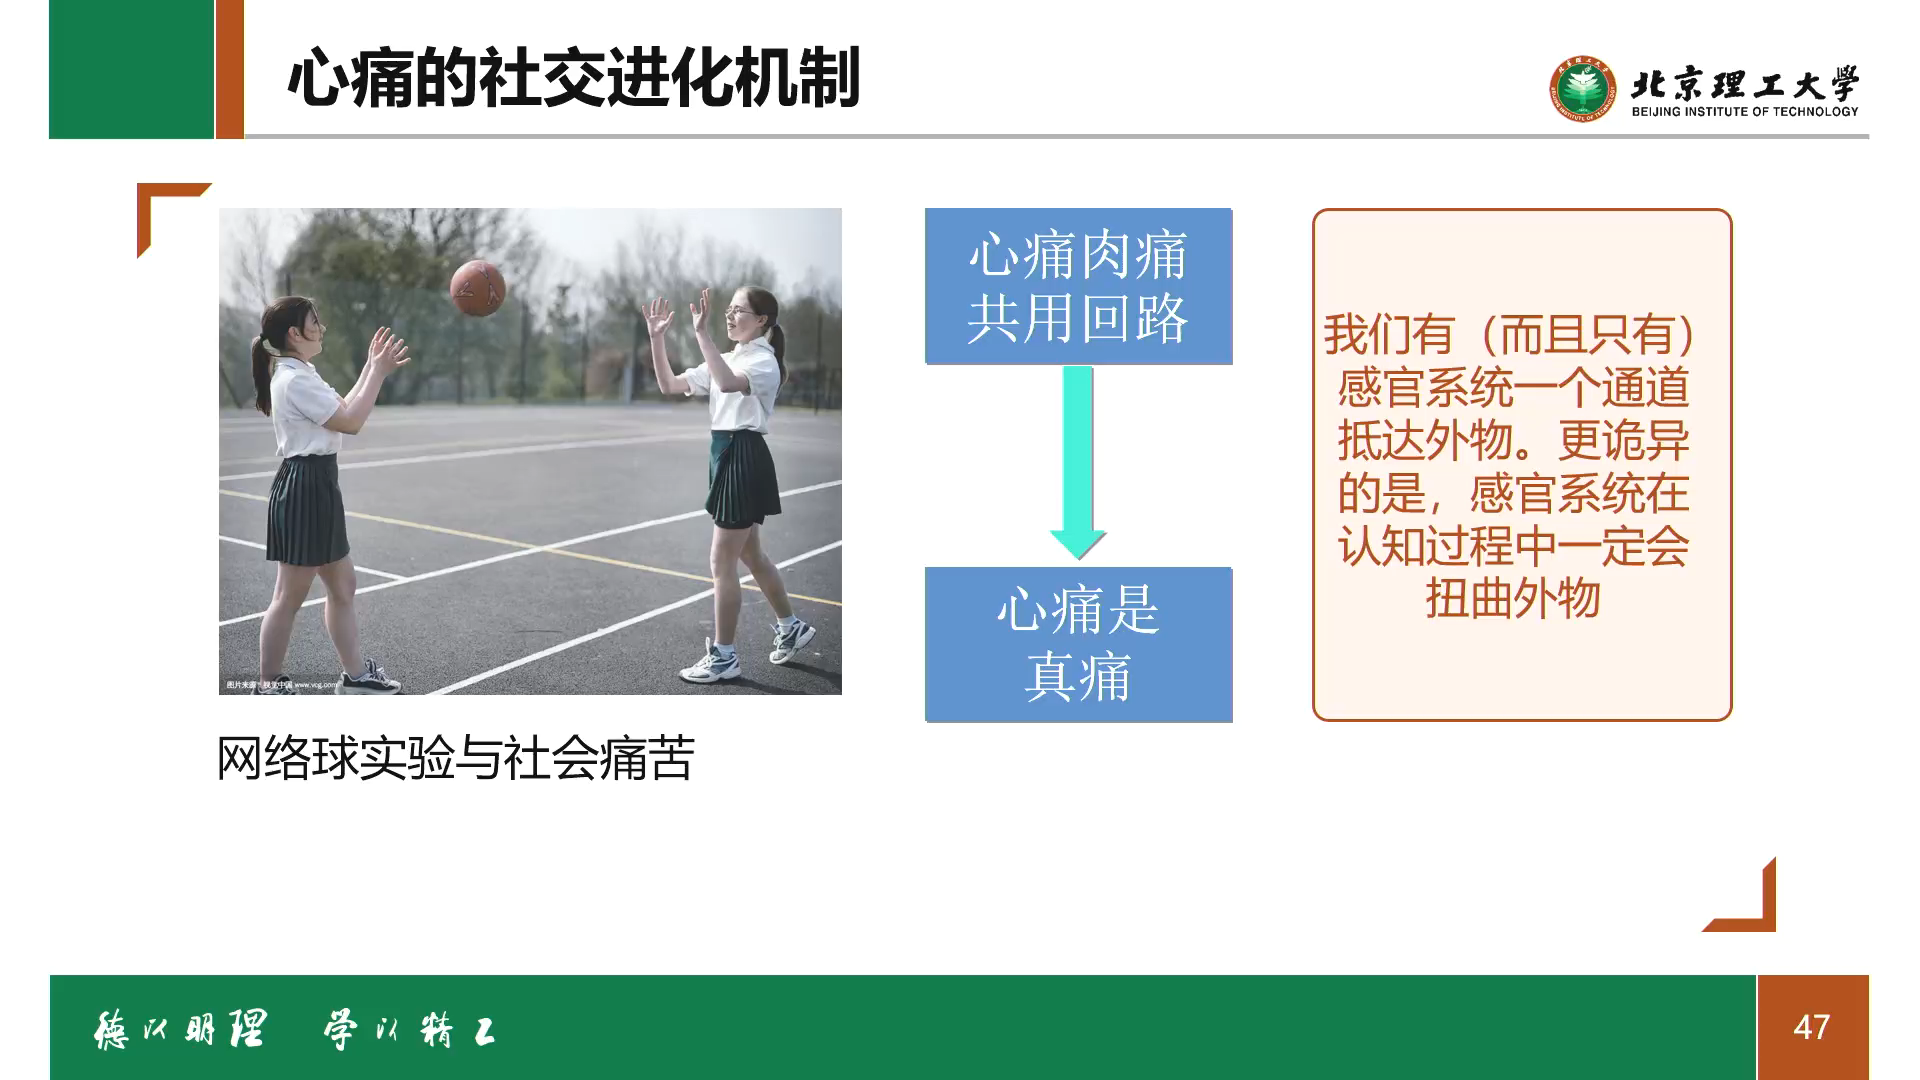 心痛的社交进化机制
北京理工大学
BEIJING INSTITUTE OF TECHNOLOGY
心痛肉痛
共用回路
心痛是
真痛
我们有（而且只有）
感官系统一个通道
抵达外物。更诡异
的是，感官系统在
认知过程中一定会
扭曲外物
图片来源：视觉中国 www.vcg.com
网络球实验与社会痛苦
德以明理 学以精工
47